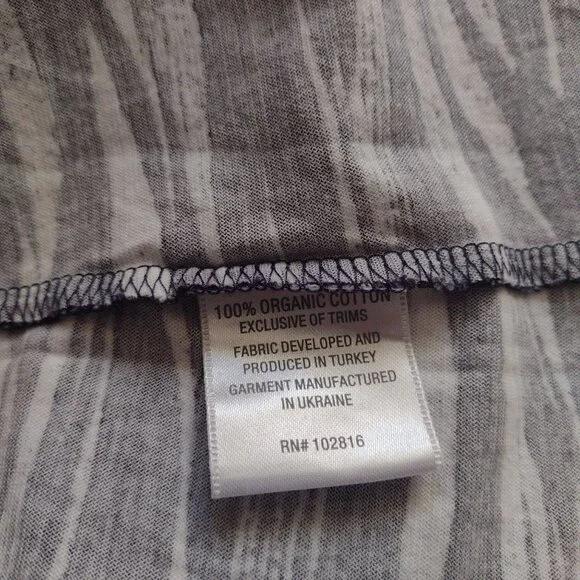 100% ORGANIC COTTON
EXCLUSIVE OF TRIMS
FABRIC DEVELOPED AND
PRODUCED IN TURKEY
GARMENT MANUFACTURED
IN UKRAINE
RN# 102816